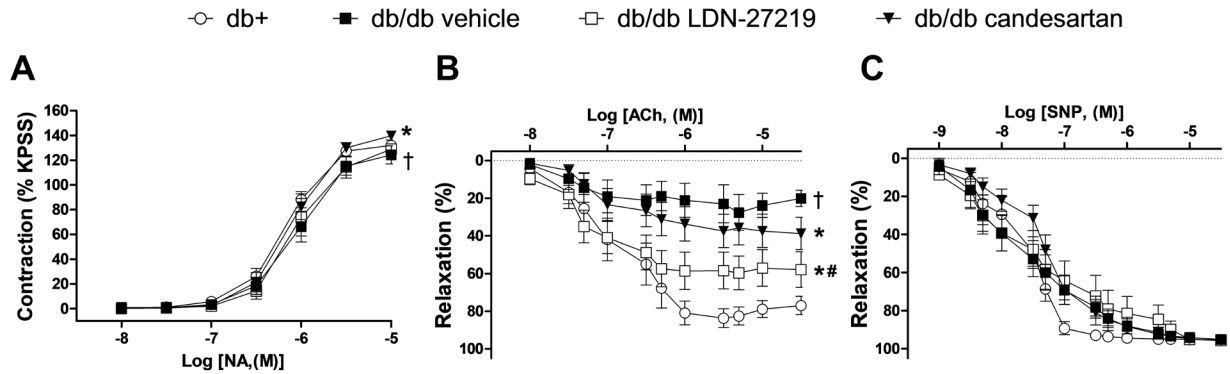 db+ db/db vehicle db/db LDN-27219 db/db candesartan
A
Contraction (% KPSS)
160
140
120
100
80
60
40
20
0
*
†
-8 -7 -6 -5
Log [NA,(M)]
B
Log [ACh, (M)]
-8 -7 -6 -5
Relaxation (%)
0
20
40
60
80
100
†
*
*#
C
Log [SNP, (M)]
-9 -8 -7 -6 -5
Relaxation (%)
0
20
40
60
80
100